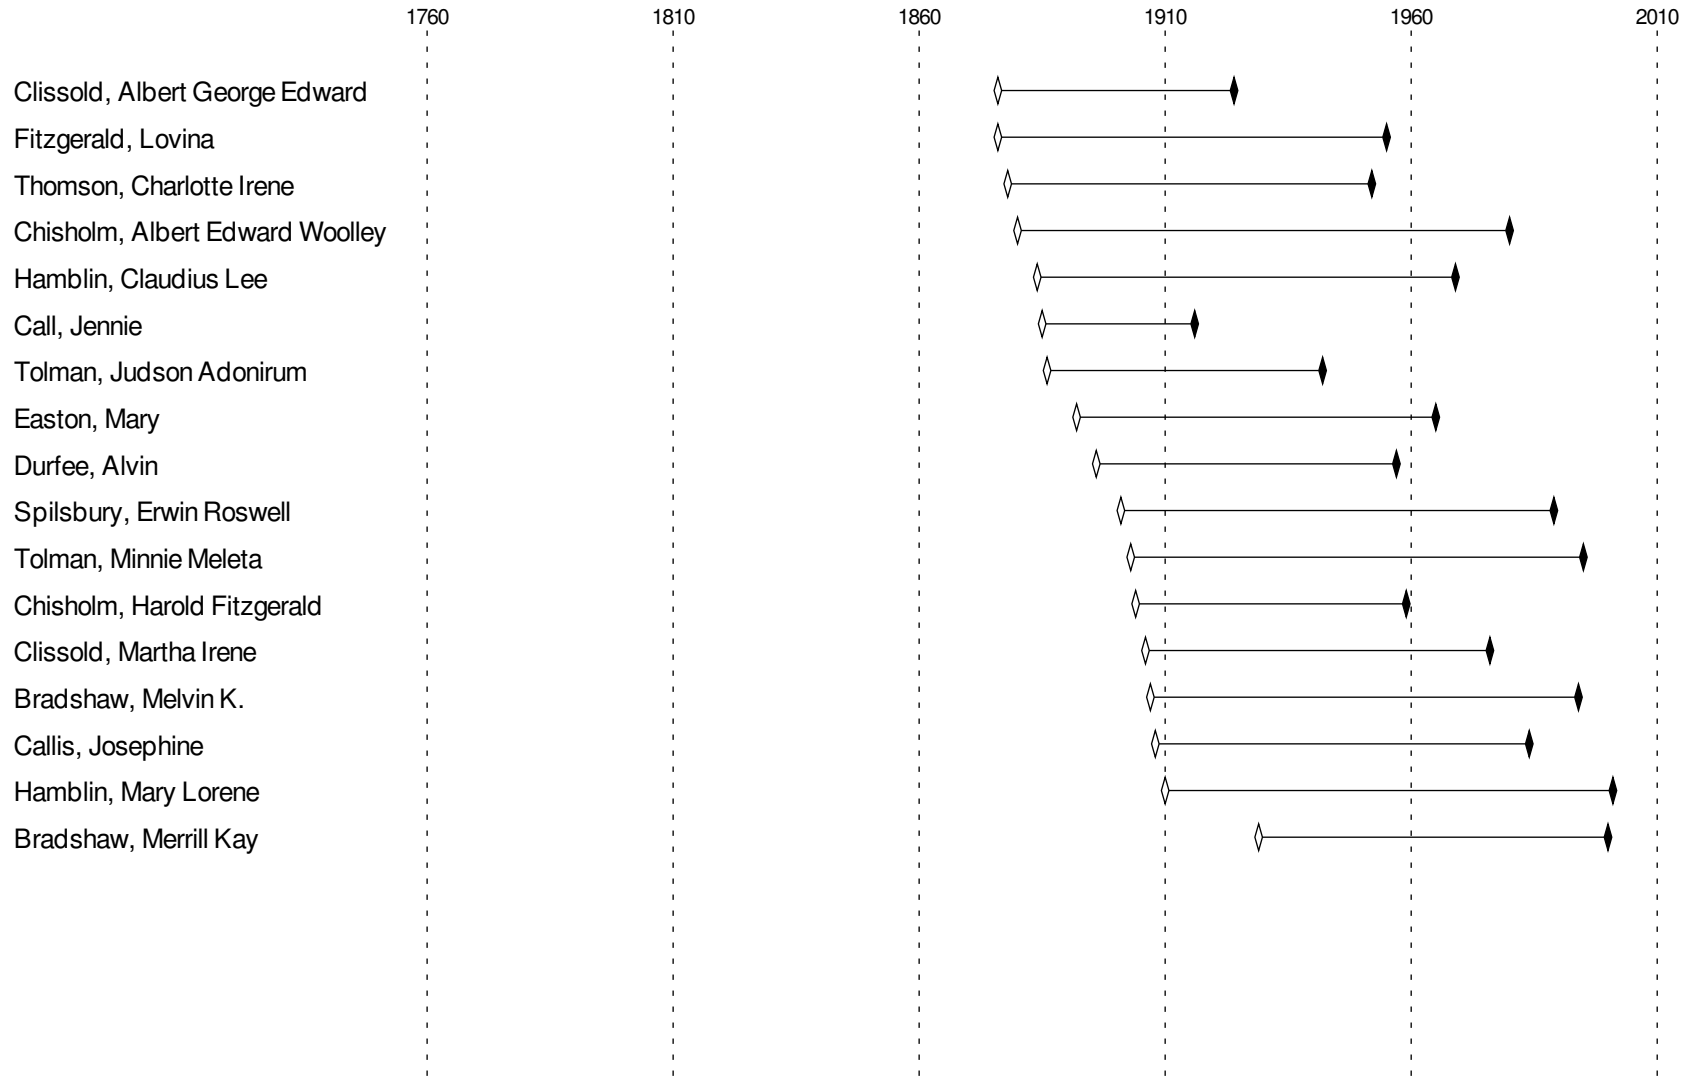 1760 1810 1860 1910 1960 2010
Clissold, Albert George Edward
Fitzgerald, Lovina
Thomson, Charlotte Irene
Chisholm, Albert Edward Woolley
Hamblin, Claudius Lee
Call, Jennie
Tolman, Judson Adonirum
Easton, Mary
Durfee, Alvin
Spilsbury, Erwin Roswell
Tolman, Minnie Meleta
Chisholm, Harold Fitzgerald
Clissold, Martha Irene
Bradshaw, Melvin K.
Callis, Josephine
Hamblin, Mary Lorene
Bradshaw, Merrill Kay